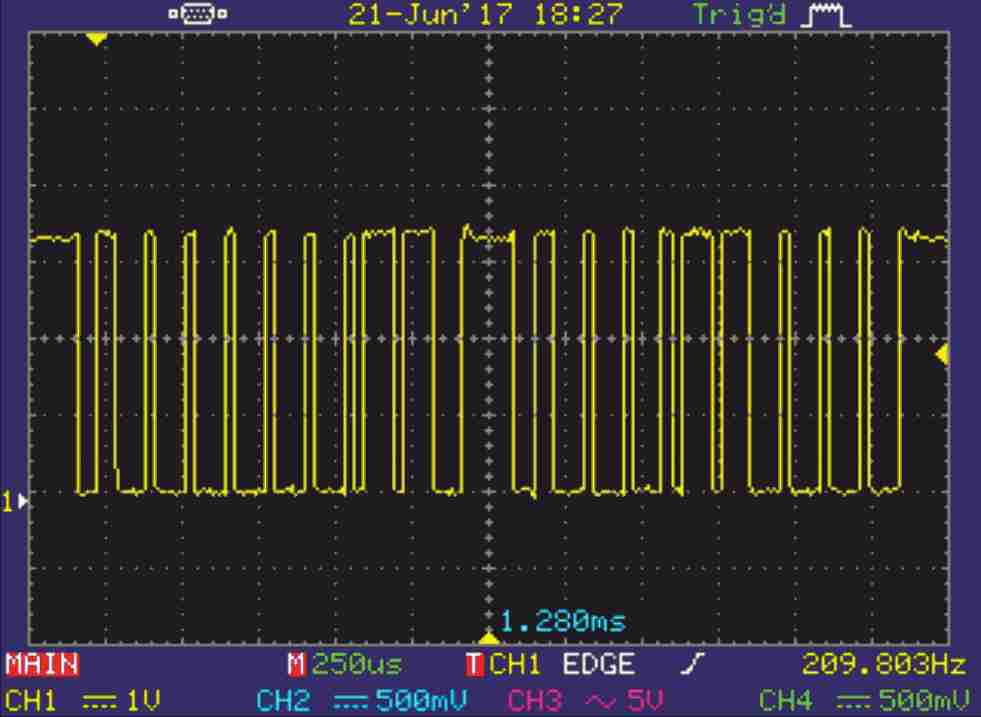 21-Jun'17 18:27 Trig'd
1
1.280ms
MAIN M 250us T CH1 EDGE 209.803Hz
CH1 1V CH2 500mV CH3 5V CH4 500mV